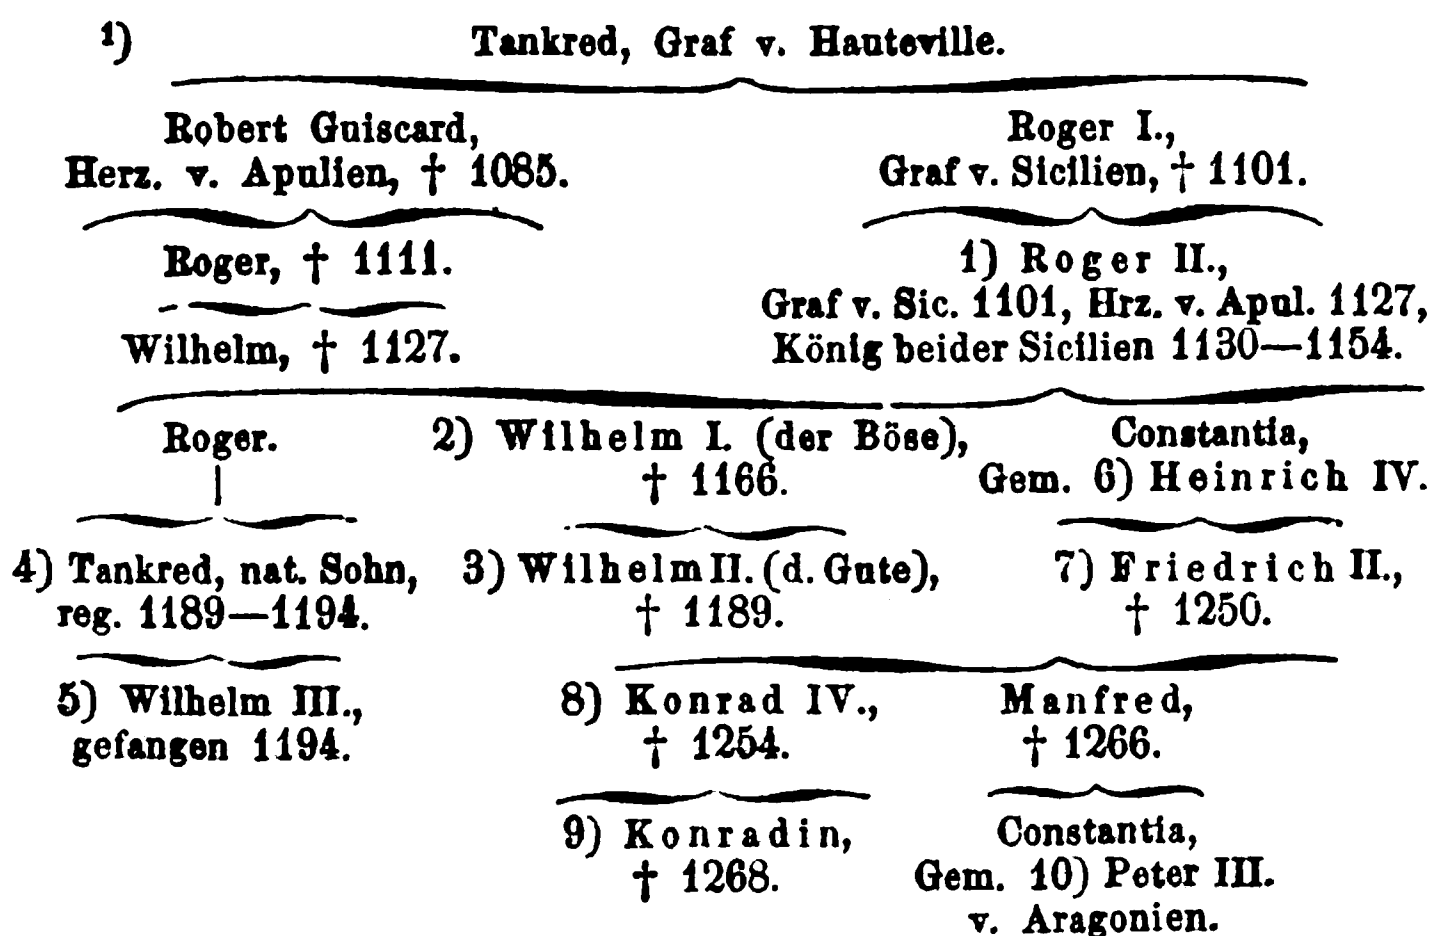 1) Tankred, Graf v. Hauteville.
Robert Guiscard,
Herz. v. Apulien, † 1085.
Roger I.,
Graf v. Sicilien, † 1101.
Roger, † 1111.
Wilhelm, † 1127.
1) Roger II.,
Graf v. Sic. 1101, Hrz. v. Apul. 1127,
König beider Sicilien 1130—1154.
Roger.
2) Wilhelm I. (der Böse),
† 1166.
Constantia,
Gem. 6) Heinrich IV.
4) Tankred, nat. Sohn,
reg. 1189—1194.
3) Wilhelm II. (d. Gute),
† 1189.
7) Friedrich II.,
† 1250.
5) Wilhelm III.,
gefangen 1194.
8) Konrad IV.,
† 1254.
Manfred,
† 1266.
9) Konradin,
† 1268.
Constantia,
Gem. 10) Peter III.
v. Aragonien.